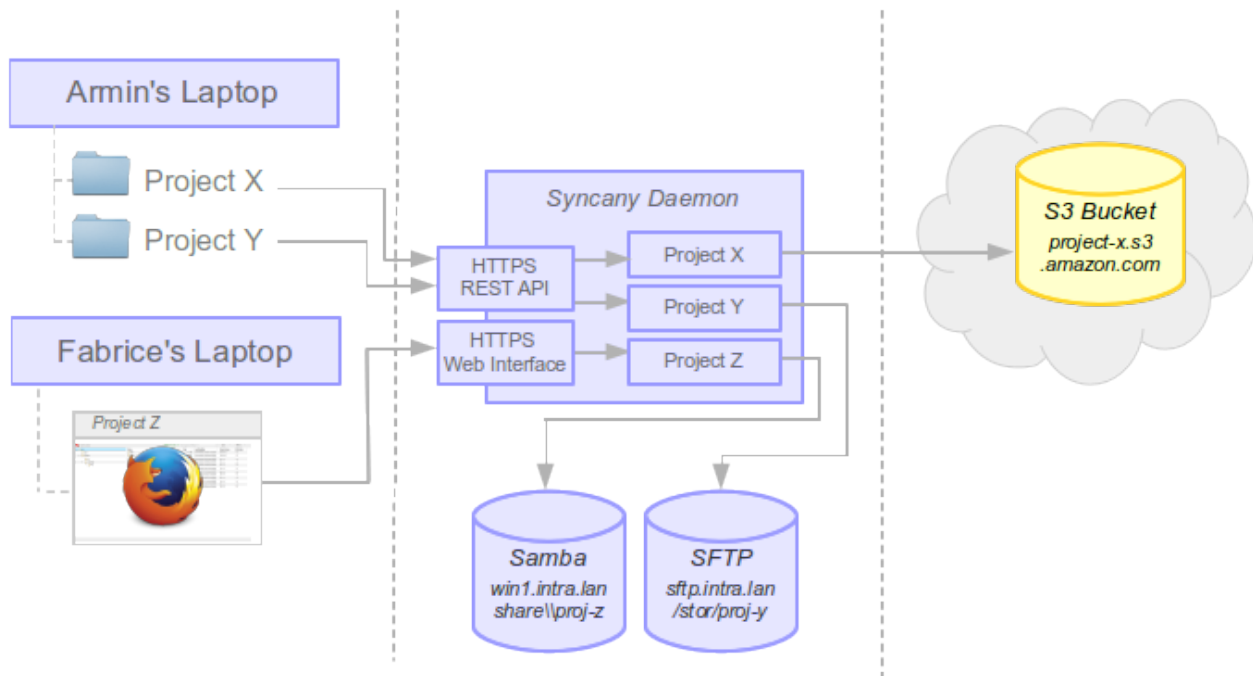 Armin's Laptop
Project X
Project Y
Fabrice's Laptop
Project Z
Syncany Daemon
HTTPS
REST API
HTTPS
Web Interface
Project X
Project Y
Project Z
Samba
win1.intra.lan
share\\proj-z
SFTP
sftp.intra.lan
/stor/proj-y
S3 Bucket
project-x.s3
.amazon.com